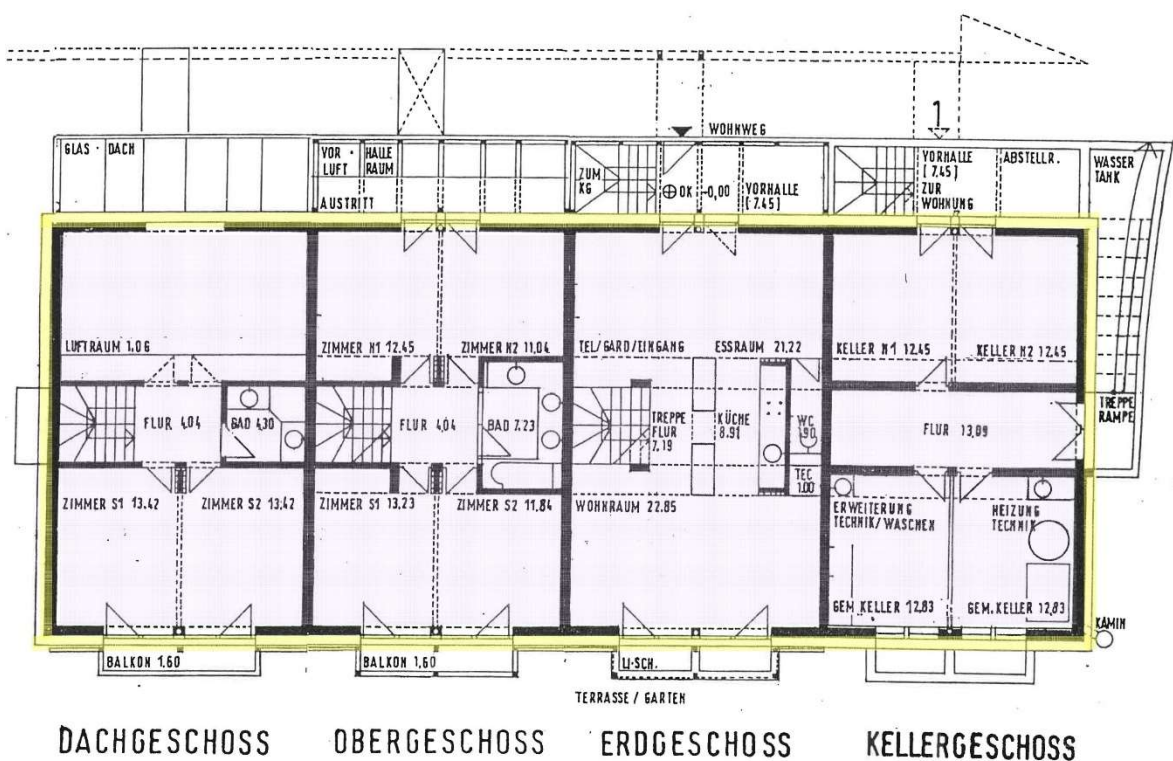 1
WOHNWEG
GLAS - DACH
VOR - HALLE
LUFT RAUM
AUSTRITT
ZUM
KG
OK -0,00
VORHALLE
(7.45)
VORHALLE
(7.45)
ZUR
WOHNUNG
ABSTELLR.
WASSER
TANK
LUFTRAUM 1.06
ZIMMER N1 12.45
ZIMMER N2 11.04
TEL/GARD/EINGANG
ESSRAUM 21.22
KELLER N1 12.45
KELLER N2 12.45
FLUR 4.04
BAD 4.30
FLUR 4.04
BAD 7.23
TREPPE
FLUR
7.19
KÜCHE
8.91
WC
1.90
TEC
1.00
FLUR 13.09
TREPPE
RAMPE
ZIMMER S1 13.42
ZIMMER S2 13.42
ZIMMER S1 13.23
ZIMMER S2 11.84
WOHNRAUM 22.85
ERWEITERUNG
TECHNIK/WASCHEN
HEIZUNG
TECHNIK
GEM KELLER 12.83
GEM. KELLER 12.83
KAMIN
BALKON 1.60
BALKON 1.60
LI-SCH.
TERRASSE / GARTEN
DACHGESCHOSS
OBERGESCHOSS
ERDGESCHOSS
KELLERGESCHOSS